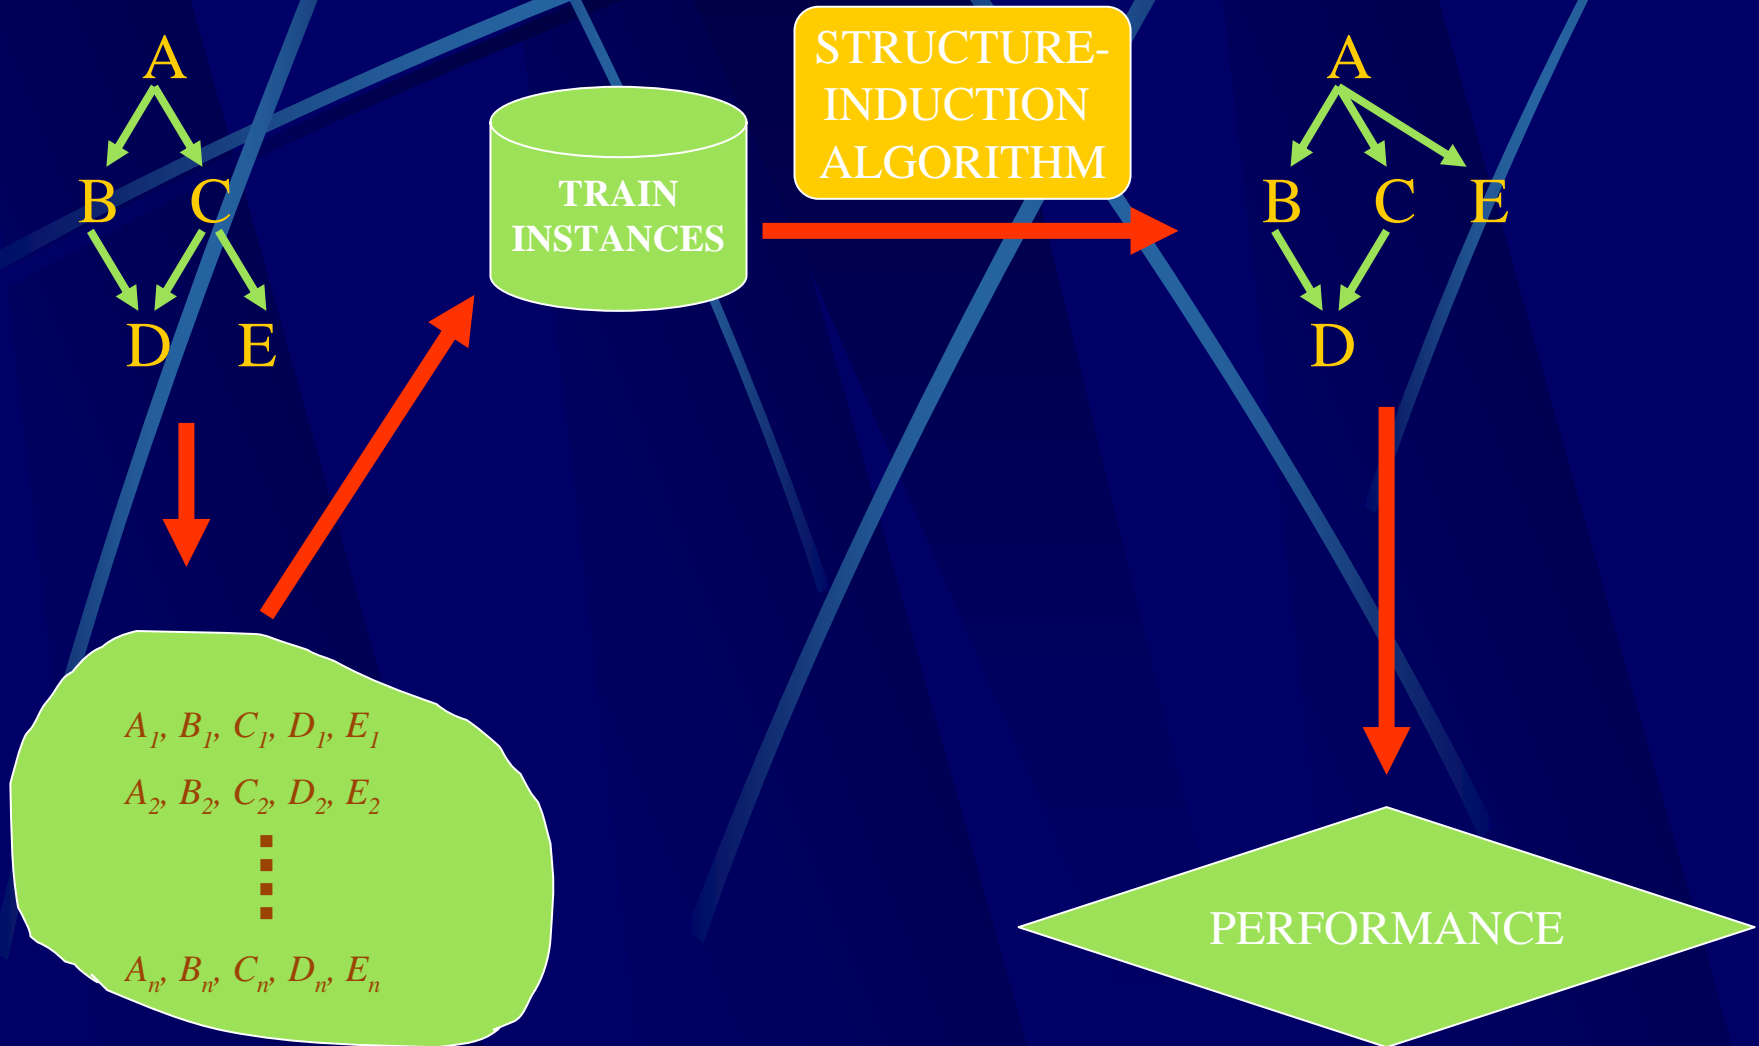 A
B C
D E
TRAIN
INSTANCES
STRUCTURE-
INDUCTION
ALGORITHM
A
B C E
D
A₁, B₁, C₁, D₁, E₁
A₂, B₂, C₂, D₂, E₂
Aₙ, Bₙ, Cₙ, Dₙ, Eₙ
PERFORMANCE